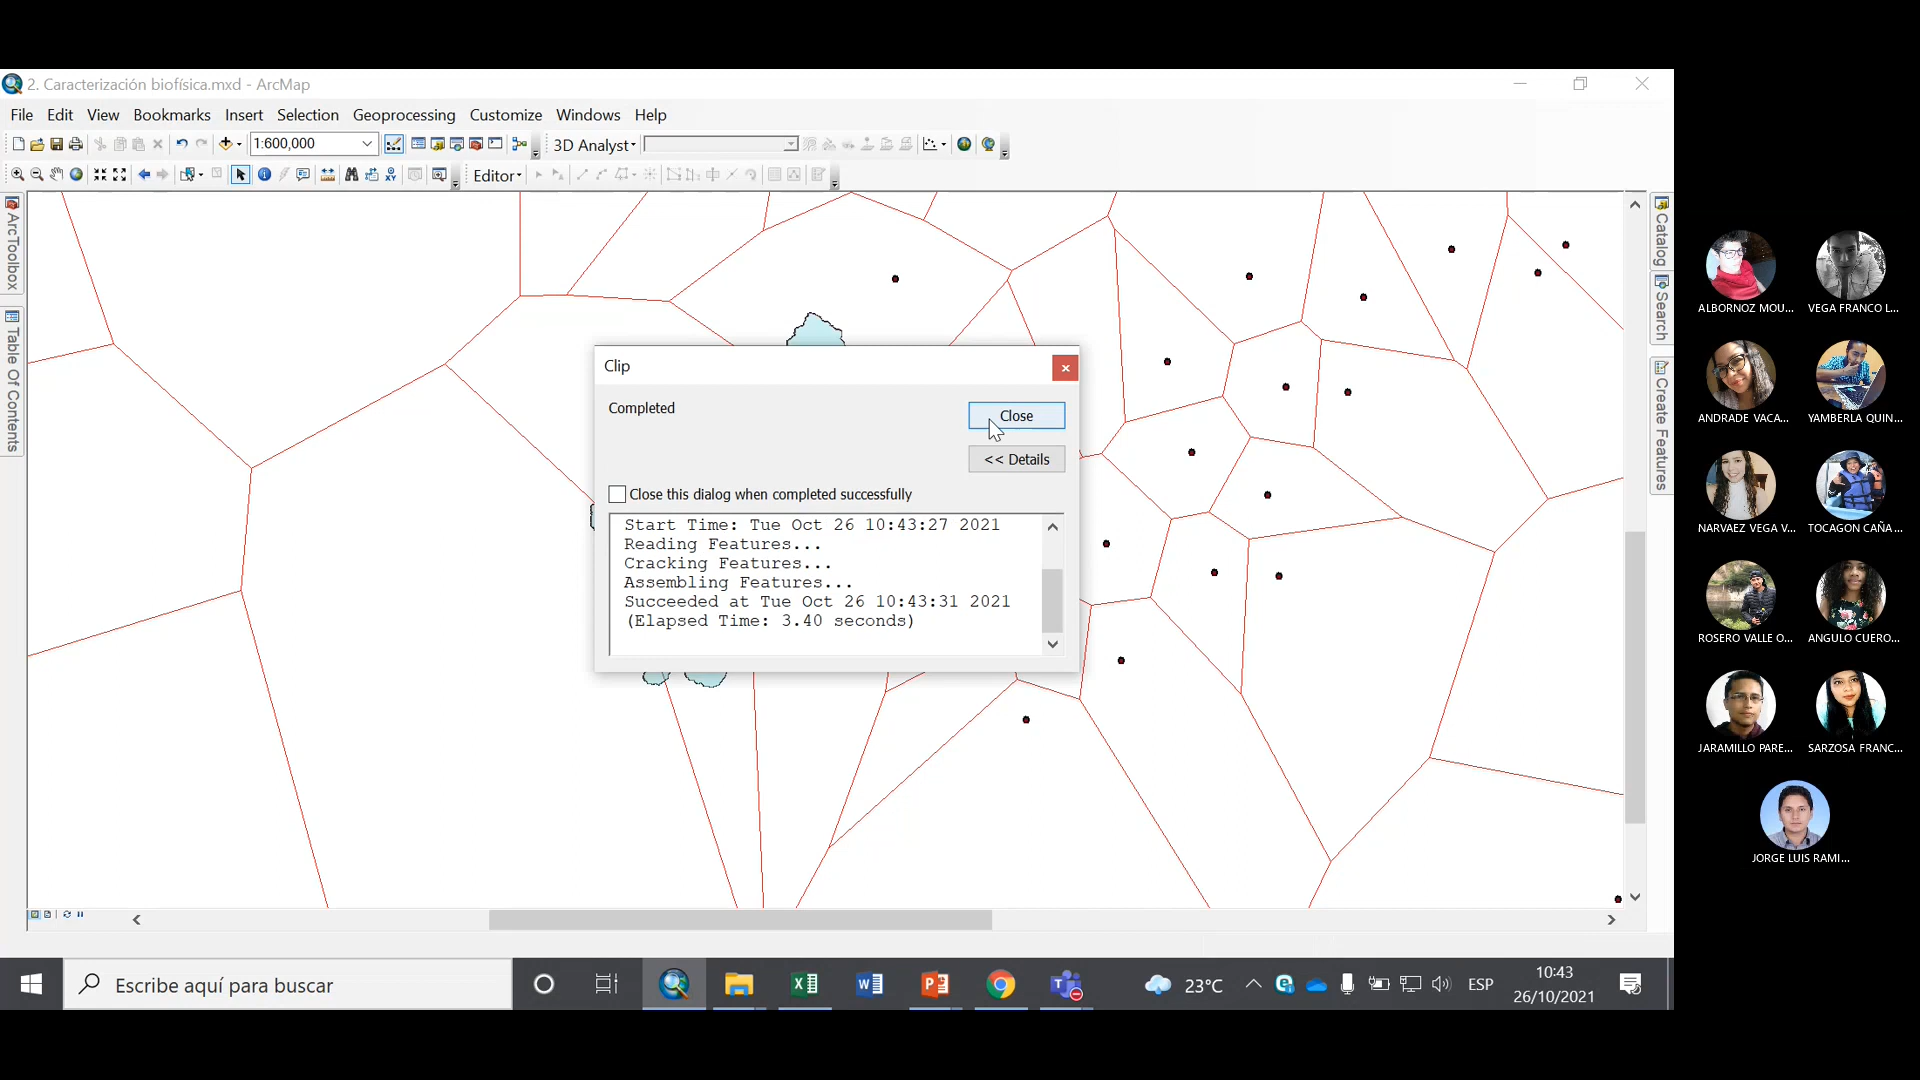 2. Caracterización biofísica.mxd - ArcMap
File Edit View Bookmarks Insert Selection Geoprocessing Customize Windows Help
1:600,000
3D Analyst
Editor
ArcToolbox
Table Of Contents
Catalog
Search
Create Features
Clip
Completed
Close
<< Details
Close this dialog when completed successfully
Start Time: Tue Oct 26 10:43:27 2021
Reading Features...
Cracking Features...
Assembling Features...
Succeeded at Tue Oct 26 10:43:31 2021
(Elapsed Time: 3.40 seconds)
ALBORNOZ MOU...
VEGA FRANCO L...
ANDRADE VACA...
YAMBERLA QUIN...
NARVAEZ VEGA V...
TOCAGON CAÑA...
ROSERO VALLE O...
ANGULO CUERO...
JARAMILLO PARE...
SARZOSA FRANC...
JORGE LUIS RAMI...
Escribe aquí para buscar
23°C
ESP
10:43
26/10/2021